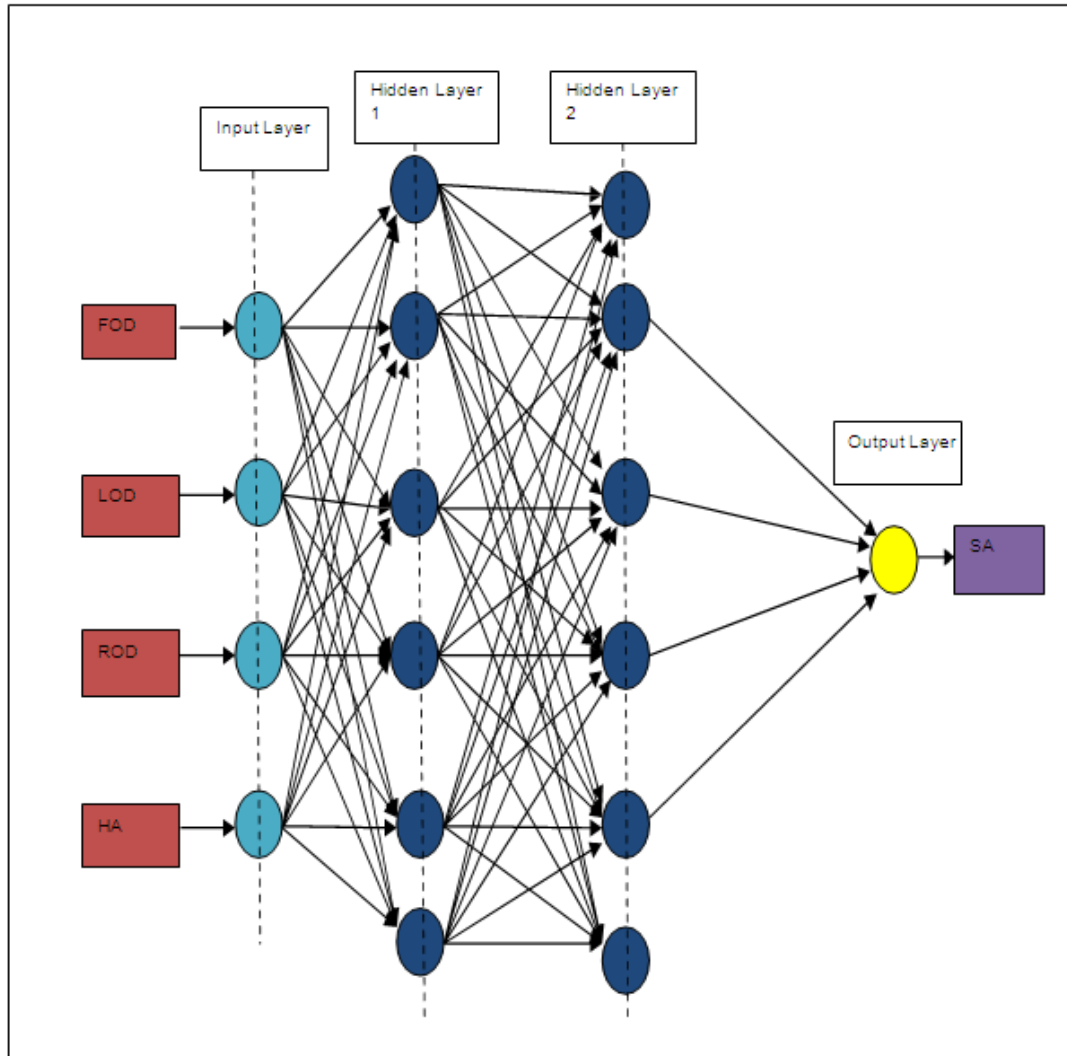 Hidden Layer
1
Hidden Layer
2
Input Layer
FOD
Output Layer
LOD
SA
ROD
HA